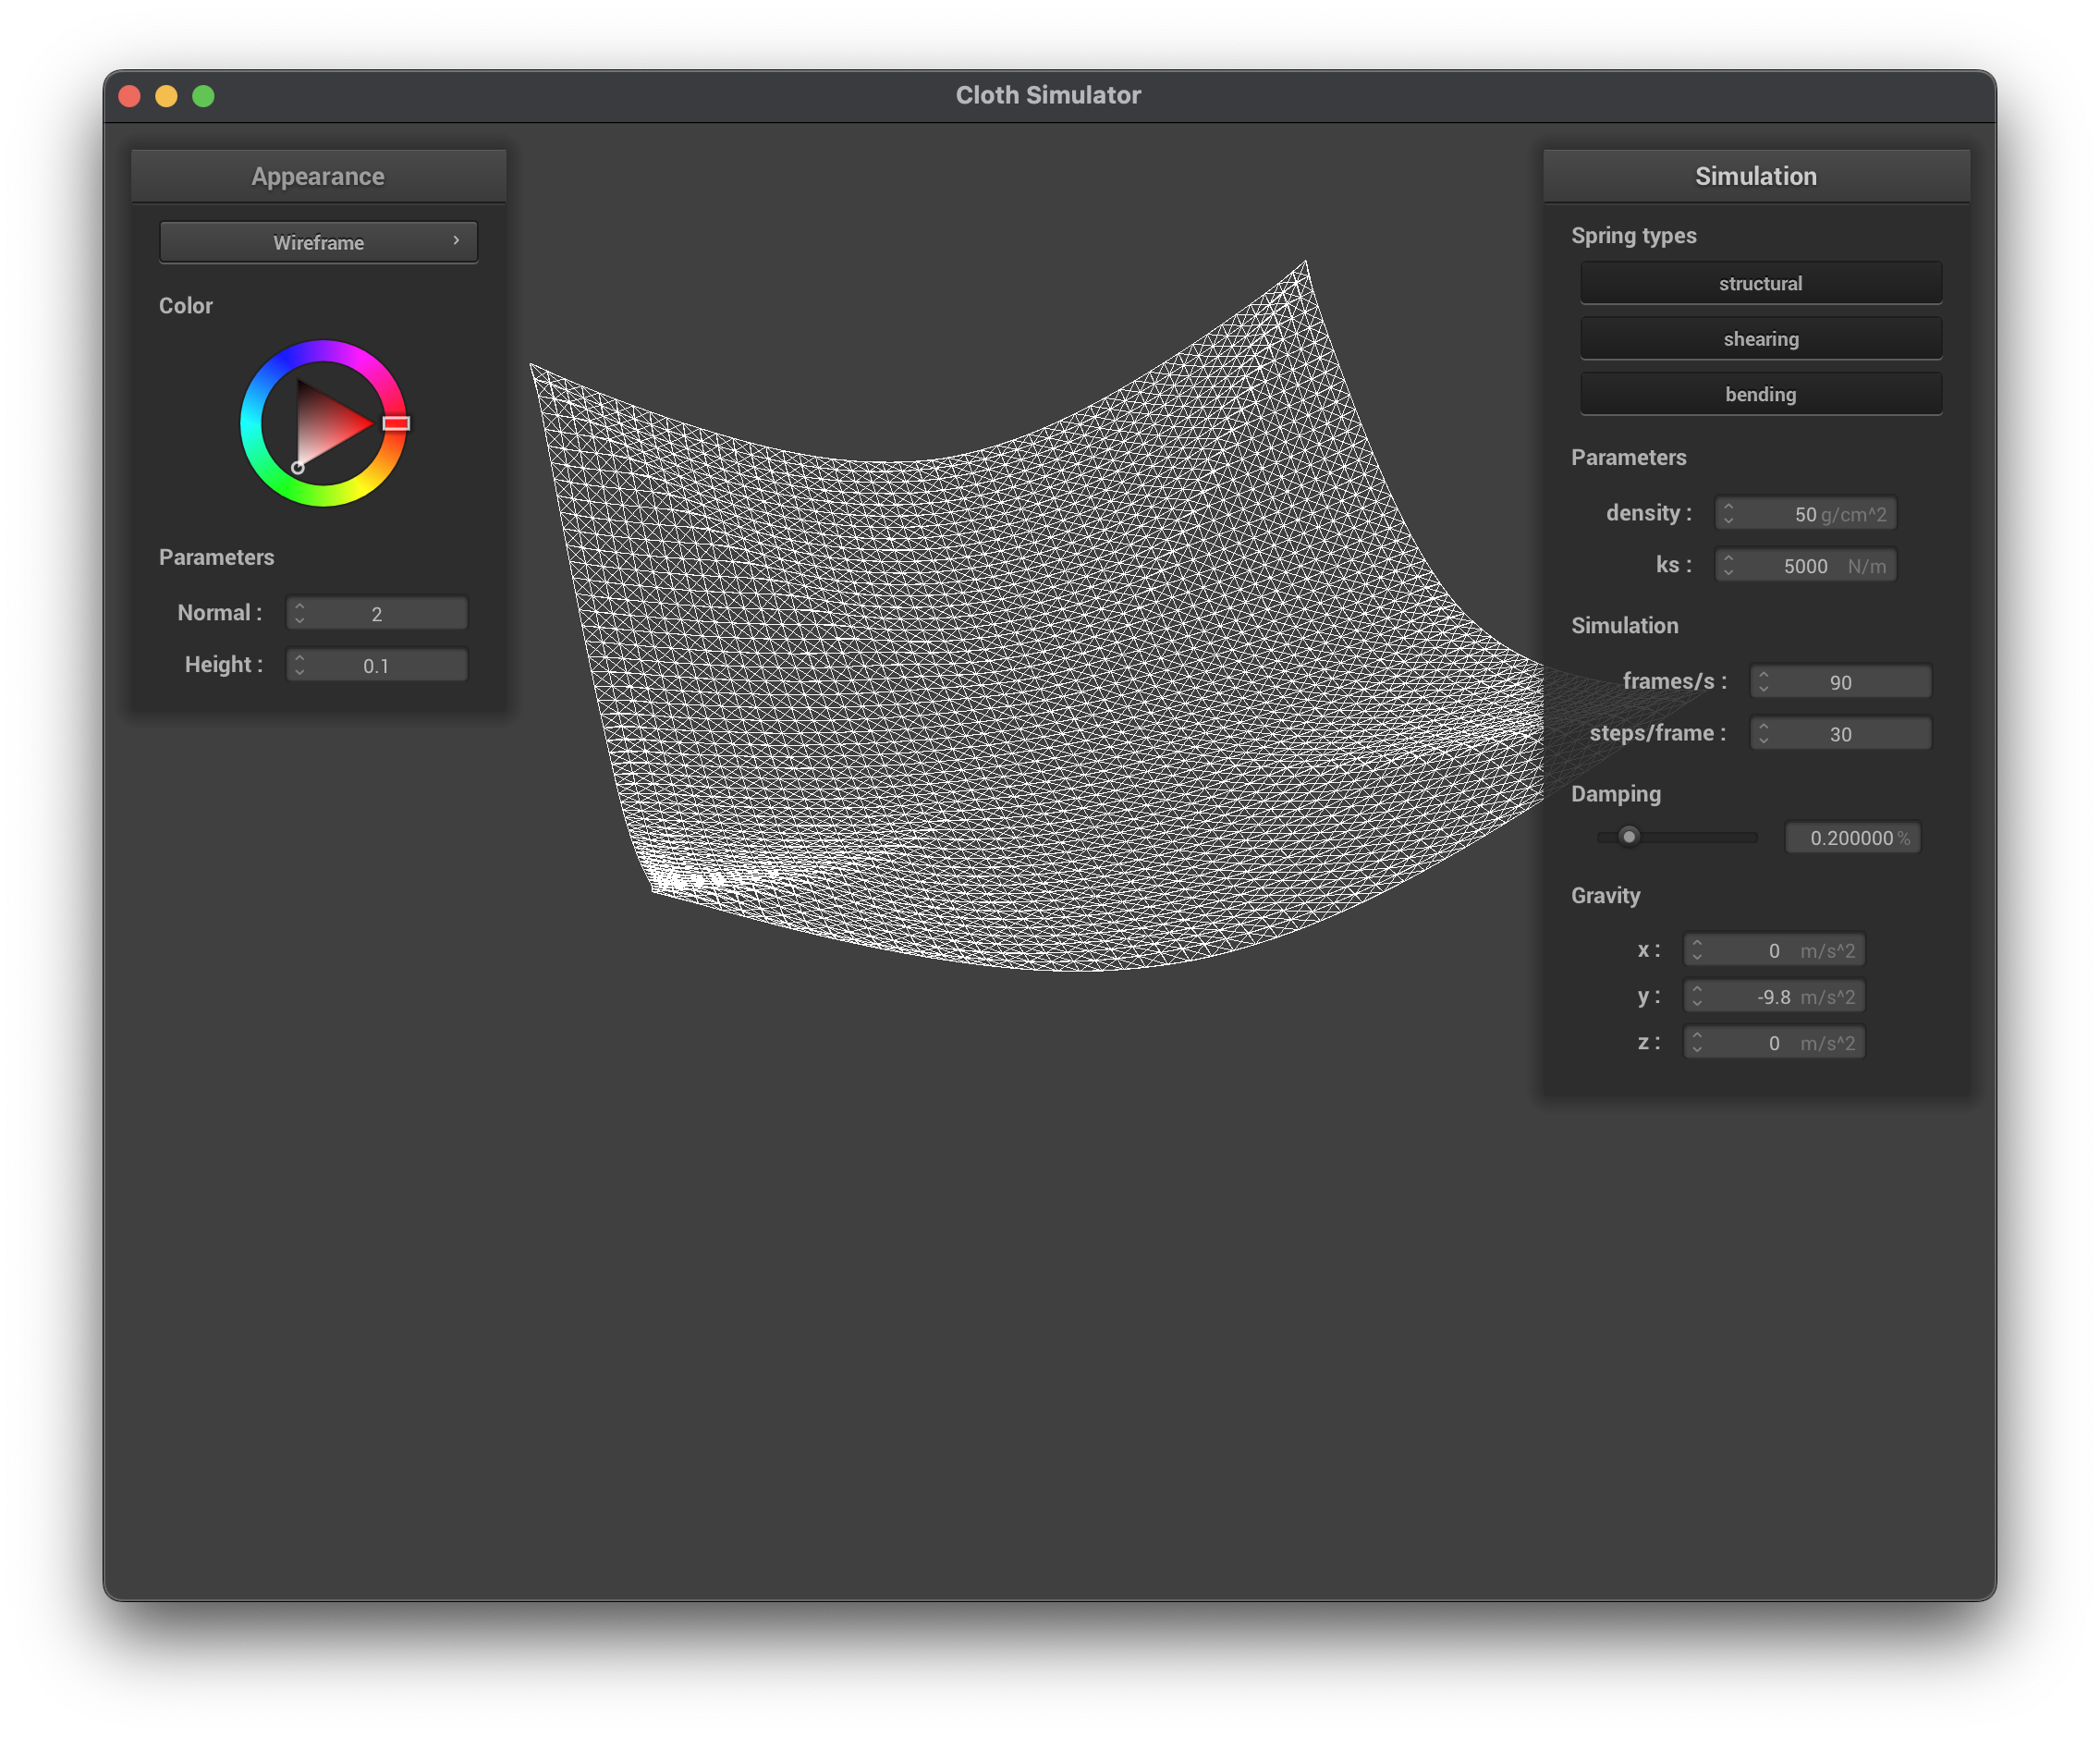 Cloth Simulator
Appearance
Wireframe
Color
Parameters
Normal : 2
Height : 0.1
Simulation
Spring types
structural
shearing
bending
Parameters
density : 50 g/cm^2
ks : 5000 N/m
Simulation
frames/s : 90
steps/frame : 30
Damping
0.200000 %
Gravity
x : 0 m/s^2
y : -9.8 m/s^2
z : 0 m/s^2